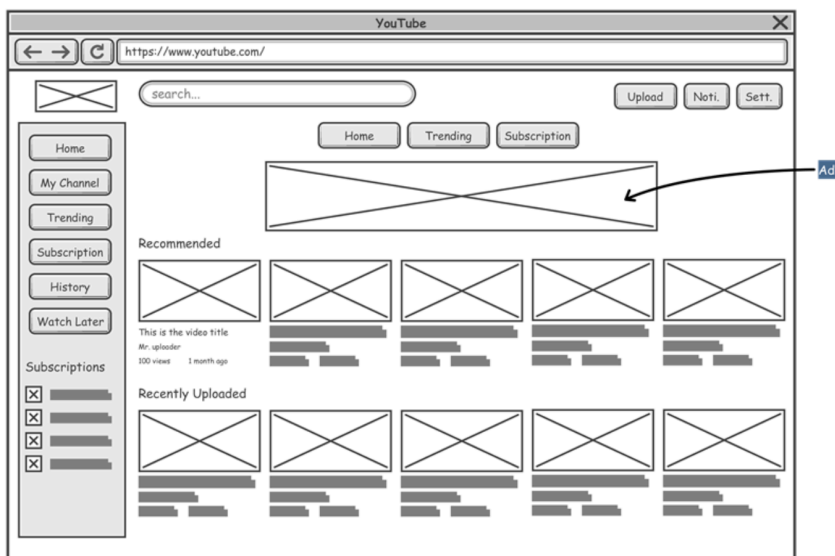 YouTube
https://www.youtube.com/
search...
Upload
Noti.
Sett.
Home
Trending
Subscription
Home
My Channel
Trending
Subscription
History
Watch Later
Subscriptions
Ad
Recommended
This is the video title
Mr. uploader
100 views 1 month ago
Recently Uploaded